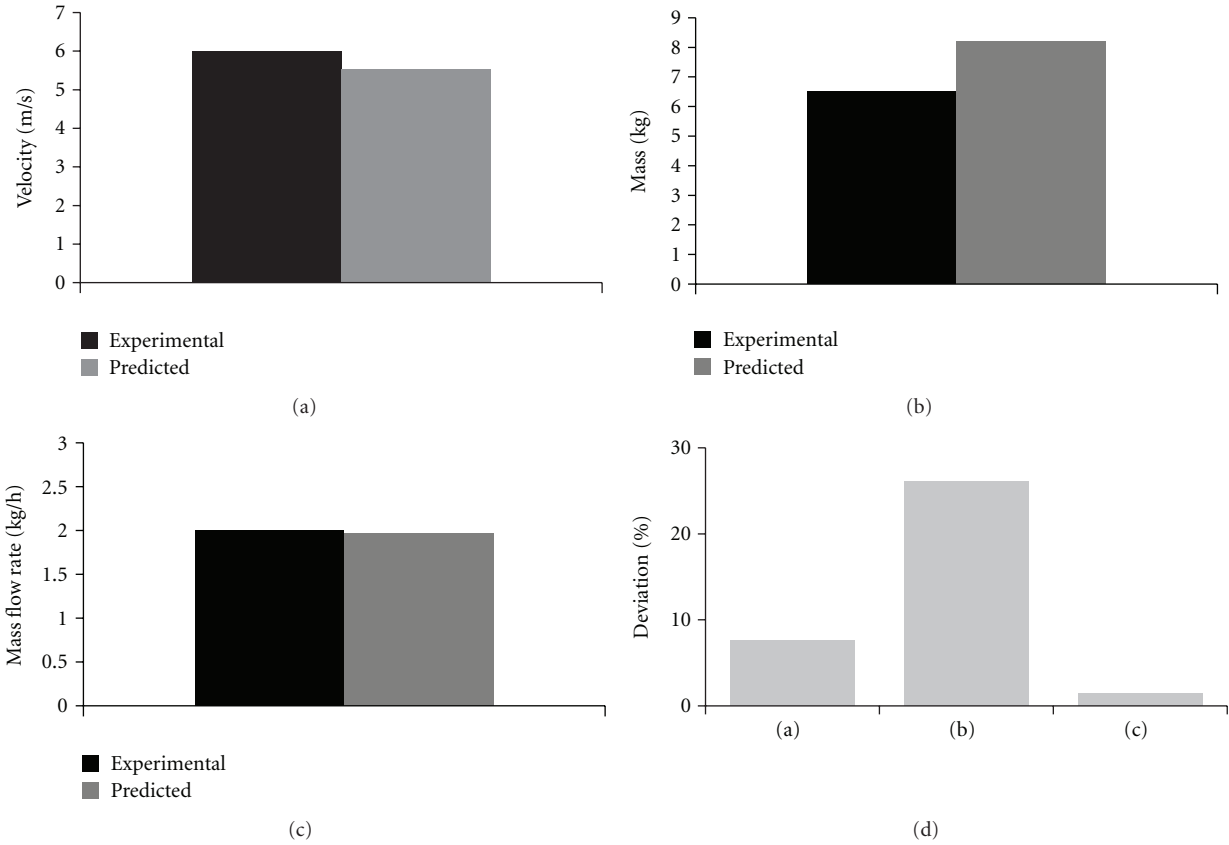 7
6
5
4
3
2
1
0
Velocity (m/s)
Experimental
Predicted
(a)
9
8
7
6
5
4
3
2
1
0
Mass (kg)
Experimental
Predicted
(b)
3
2.5
2
1.5
1
0.5
0
Mass flow rate (kg/h)
Experimental
Predicted
(c)
30
20
10
0
Deviation (%)
(a) (b) (c)
(d)